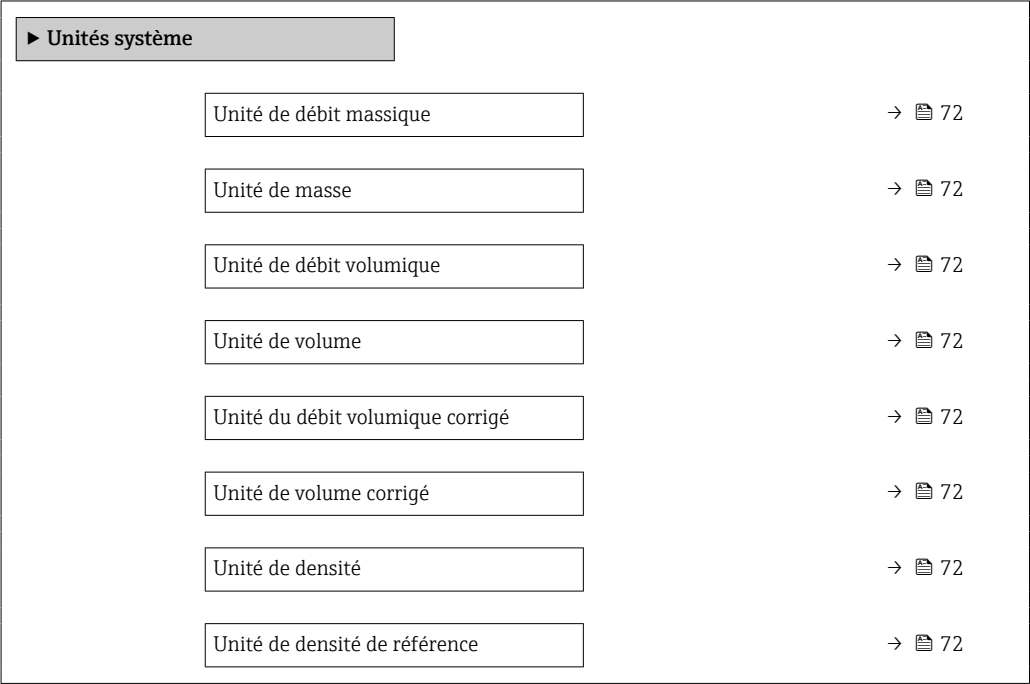 ► Unités système
Unité de débit massique → 72
Unité de masse → 72
Unité de débit volumique → 72
Unité de volume → 72
Unité du débit volumique corrigé → 72
Unité de volume corrigé → 72
Unité de densité → 72
Unité de densité de référence → 72